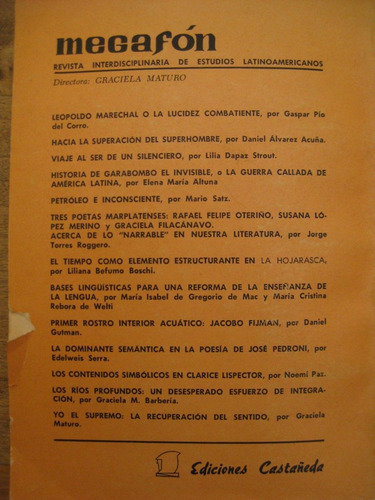 megafón
REVISTA INTERDISCIPLINARIA DE ESTUDIOS LATINOAMERICANOS
Directora: GRACIELA MATURO
LEOPOLDO MARECHAL O LA LUCIDEZ COMBATIENTE, por Gaspar Pío
del Corro.
HACIA LA SUPERACIÓN DEL SUPERHOMBRE, por Daniel Álvarez Acuña.
VIAJE AL SER DE UN SILENCIERO, por Lilia Dapaz Strout.
HISTORIA DE GARABOMBO EL INVISIBLE, o LA GUERRA CALLADA DE
AMÉRICA LATINA, por Elena María Altuna
PETRÓLEO E INCONSCIENTE, por Mario Satz.
TRES POETAS MARPLATENSES: RAFAEL FELIPE OTERIÑO, SUSANA LÓ-
PEZ MERINO y GRACIELA FILACÁNAVO.
ACERCA DE LO "NARRABLE" EN NUESTRA LITERATURA, por Jorge
Torres Roggero.
EL TIEMPO COMO ELEMENTO ESTRUCTURANTE EN LA HOJARASCA,
por Liliana Befumo Boschi.
BASES LINGÜÍSTICAS PARA UNA REFORMA DE LA ENSEÑANZA DE
LA LENGUA, por María Isabel de Gregorio de Mac y María Cristina
Rebora de Welti
PRIMER ROSTRO INTERIOR ACUÁTICO: JACOBO FIJMAN, por Daniel
Gutman.
LA DOMINANTE SEMÁNTICA EN LA POESÍA DE JOSÉ PEDRONI, por
Edelweis Serra.
LOS CONTENIDOS SIMBÓLICOS EN CLARICE LISPECTOR, por Noemí Paz.
LOS RÍOS PROFUNDOS: UN DESESPERADO ESFUERZO DE INTEGRA-
CIÓN, por Graciela M. Barbería.
YO EL SUPREMO: LA RECUPERACIÓN DEL SENTIDO, por Graciela
Maturo.
Ediciones Castañeda